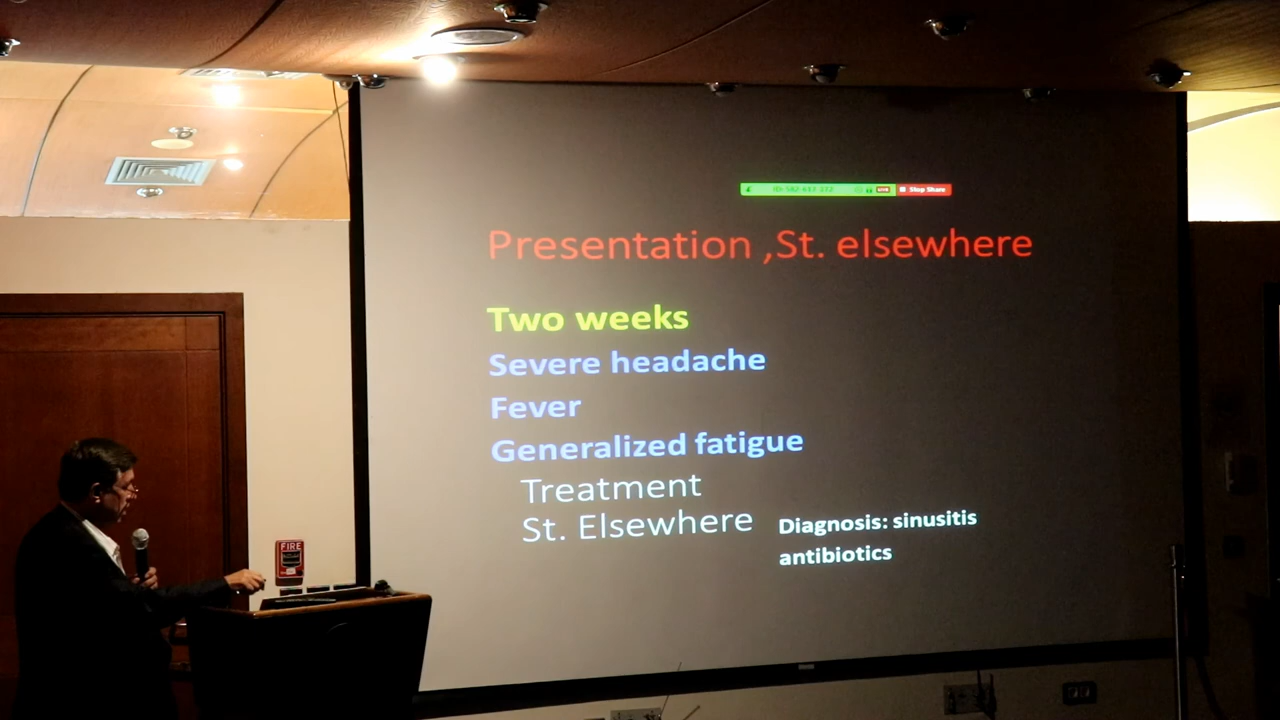 LIVE Stop Share
Presentation ,St. elsewhere
Two weeks
Severe headache
Fever
Generalized fatigue
Treatment
St. Elsewhere
Diagnosis: sinusitis
antibiotics
FIRE